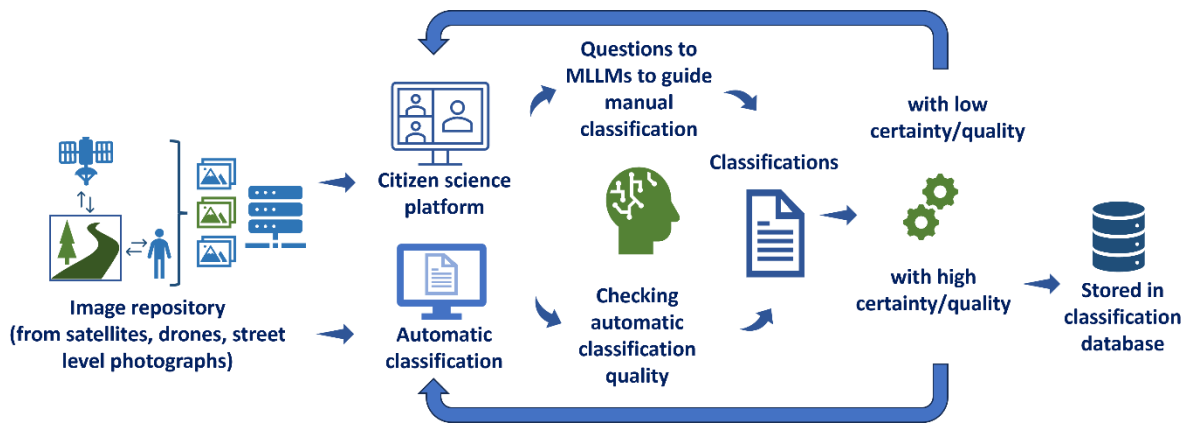 Questions to
MLLMs to guide
manual
classification
with low
certainty/quality
Citizen science
platform
Classifications
Image repository
(from satellites, drones, street
level photographs)
Automatic
classification
Checking
automatic
classification
quality
with high
certainty/quality
Stored in
classification
database